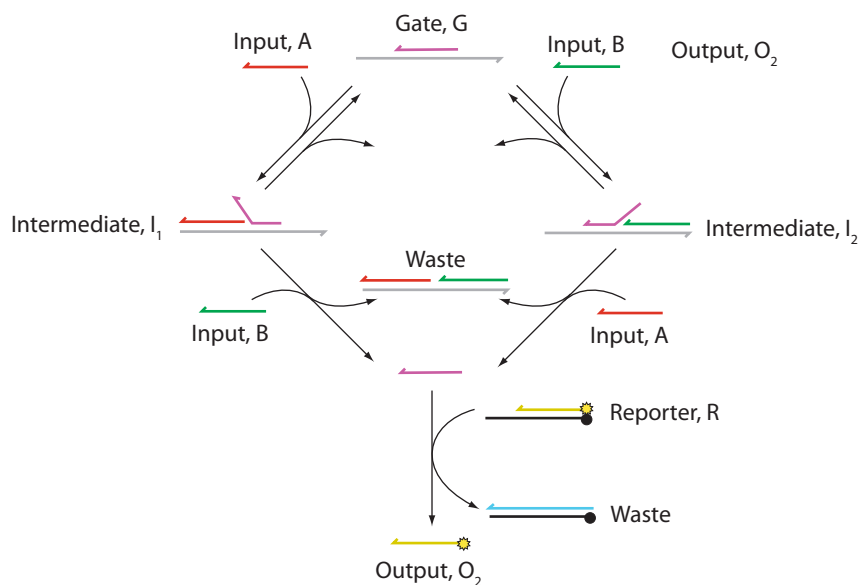 Gate, G
Input, A
Input, B
Output, O₂
Intermediate, I₁
Intermediate, I₂
Waste
Input, B
Input, A
Reporter, R
Waste
Output, O₂